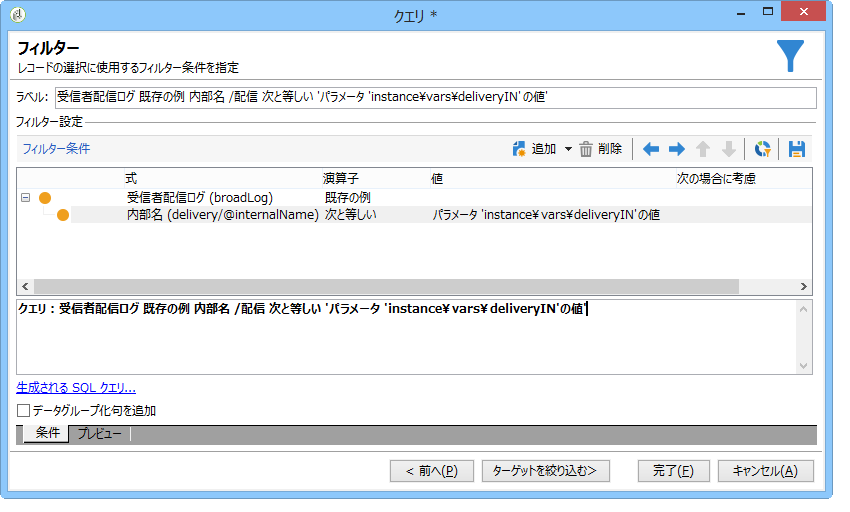 クエリ *
フィルター
レコードの選択に使用するフィルター条件を指定
ラベル: 受信者配信ログ 既存の例 内部名 /配信 次と等しい 'パラメータ 'instance¥vars¥deliveryIN' の値'
フィルター設定
フィルター条件 追加 削除
式 演算子 値 次の場合に考慮
受信者配信ログ (broadLog) 既存の例
内部名 (delivery/@internalName) 次と等しい パラメータ 'instance¥vars¥deliveryIN'の値
クエリ : 受信者配信ログ 既存の例 内部名 /配信 次と等しい 'パラメータ 'instance¥ vars¥ deliveryIN'の値'
生成される SQL クエリ...
データグループ化句を追加
条件 プレビュー
< 前へ(P) ターゲットを絞り込む> 完了(F) キャンセル(A)